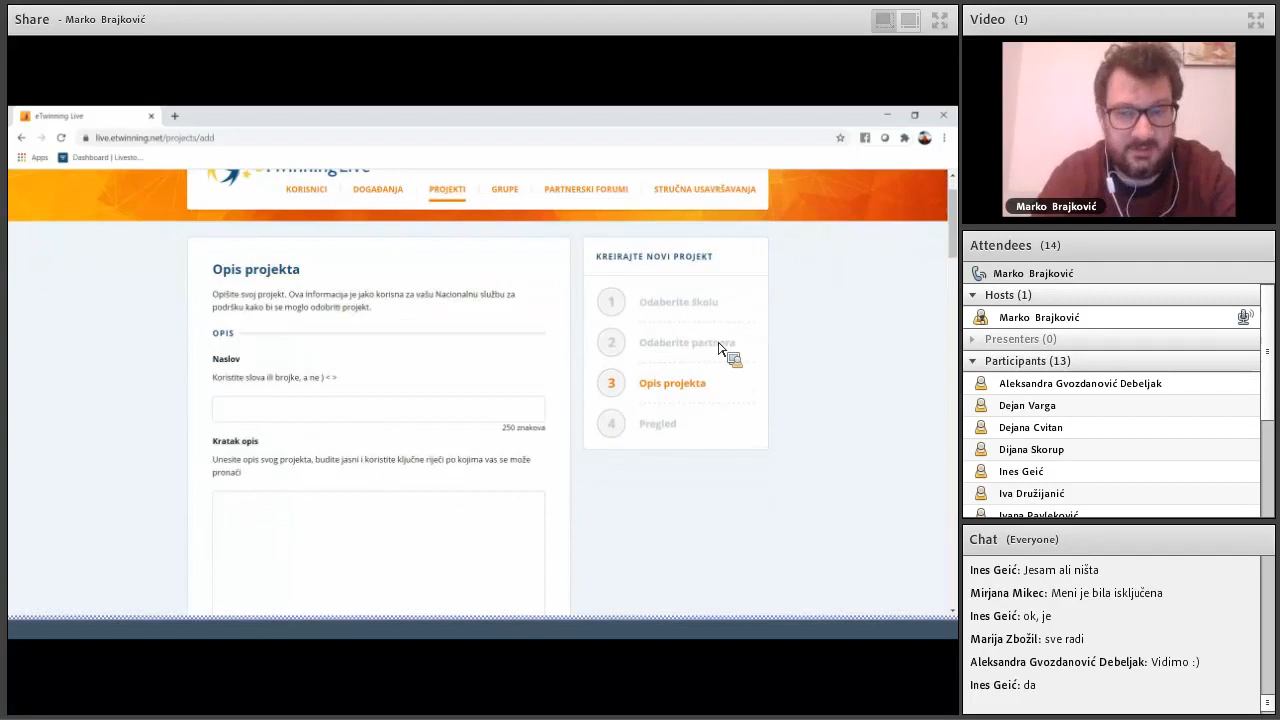 Share - Marko Brajković
eTwinning Live
live.etwinning.net/projects/add
Apps
Dashboard | Livesto...
KORISNICI
DOGAĐANJA
PROJEKTI
GRUPE
PARTNERSKI FORUMI
STRUČNA USAVRŠAVANJA
Opis projekta
Opišite svoj projekt. Ova informacija je jako korisna za vašu Nacionalnu službu za
podršku kako bi se moglo odobriti projekt.
OPIS
Naslov
Koristite slova ili brojke, a ne ) < >
250 znakova
Kratak opis
Unesite opis svog projekta, budite jasni i koristite ključne riječi po kojima vas se može
pronaći
KREIRAJTE NOVI PROJEKT
1 Odaberite školu
2 Odaberite partnera
3 Opis projekta
4 Pregled
Video (1)
Marko Brajković
Attendees (14)
Marko Brajković
Hosts (1)
Marko Brajković
Presenters (0)
Participants (13)
Aleksandra Gvozdanović Debeljak
Dejan Varga
Dejana Cvitan
Dijana Skorup
Ines Geić
Iva Družijanić
Ivana Pavleković
Chat (Everyone)
Ines Geić: Jesam ali ništa
Mirjana Mikec: Meni je bila isključena
Ines Geić: ok, je
Marija Zbožil: sve radi
Aleksandra Gvozdanović Debeljak: Vidimo :)
Ines Geić: da